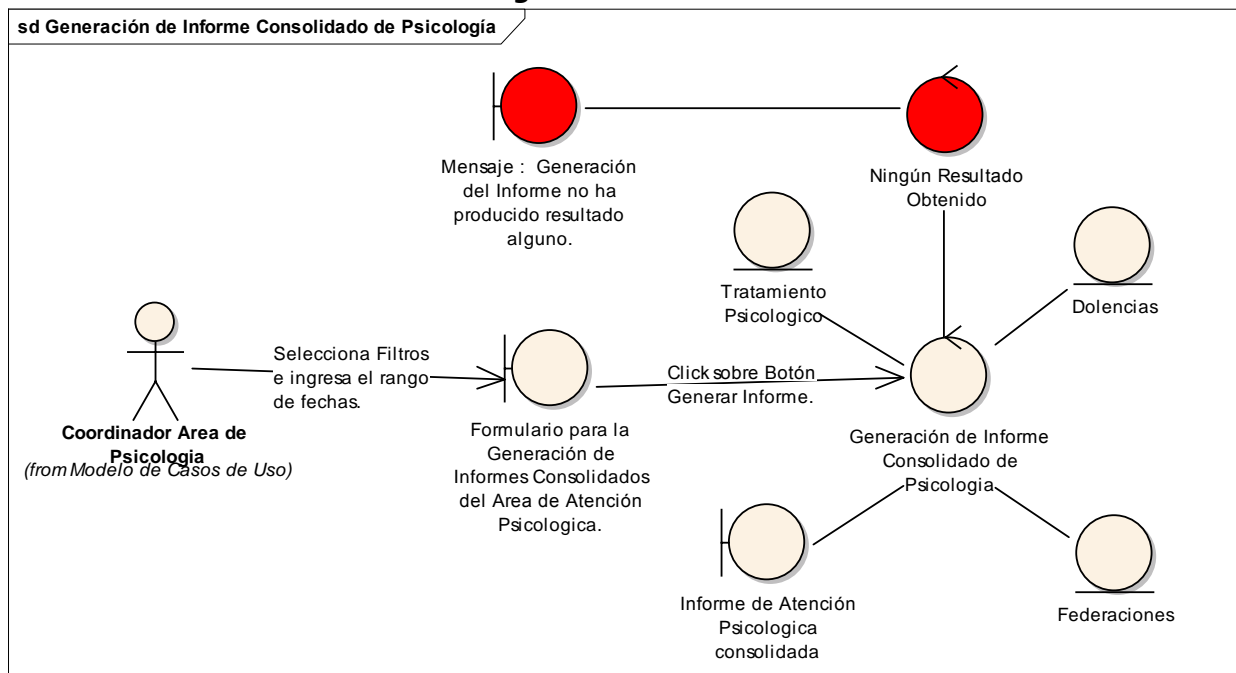 sd Generación de Informe Consolidado de Psicología
Mensaje : Generación
del Informe no ha
producido resultado
alguno.
Ningún Resultado
Obtenido
Tratamiento
Psicologico
Dolencias
Selecciona Filtros
e ingresa el rango
de fechas.
Click sobre Botón
Generar Informe.
Coordinador Area de
Psicologia
(from Modelo de Casos de Uso)
Formulario para la
Generación de
Informes Consolidados
del Area de Atención
Psicologica.
Generación de Informe
Consolidado de
Psicologia
Informe de Atención
Psicologica
consolidada
Federaciones